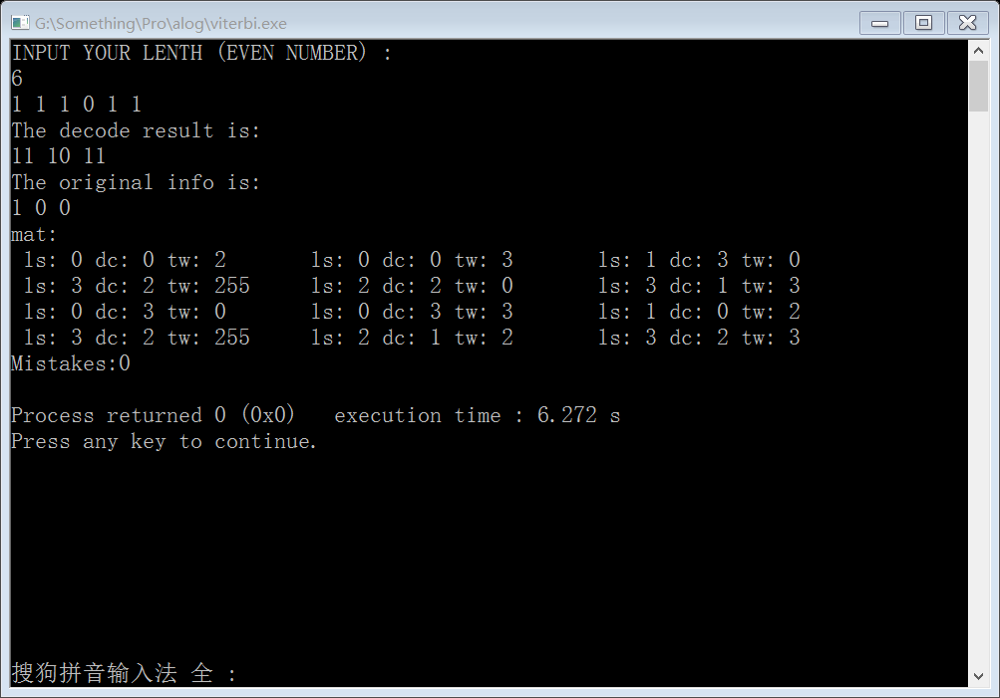 G:\Something\Pro\alog\viterbi.exe
INPUT YOUR LENTH (EVEN NUMBER) :
6
1 1 1 0 1 1
The decode result is:
11 10 11
The original info is:
1 0 0
mat:
ls: 0 dc: 0 tw: 2 ls: 0 dc: 0 tw: 3 ls: 1 dc: 3 tw: 0
ls: 3 dc: 2 tw: 255 ls: 2 dc: 2 tw: 0 ls: 3 dc: 1 tw: 3
ls: 0 dc: 3 tw: 0 ls: 0 dc: 3 tw: 3 ls: 1 dc: 0 tw: 2
ls: 3 dc: 2 tw: 255 ls: 2 dc: 1 tw: 2 ls: 3 dc: 2 tw: 3
Mistakes:0
Process returned 0 (0x0) execution time : 6.272 s
Press any key to continue.
搜狗拼音输入法 全 :